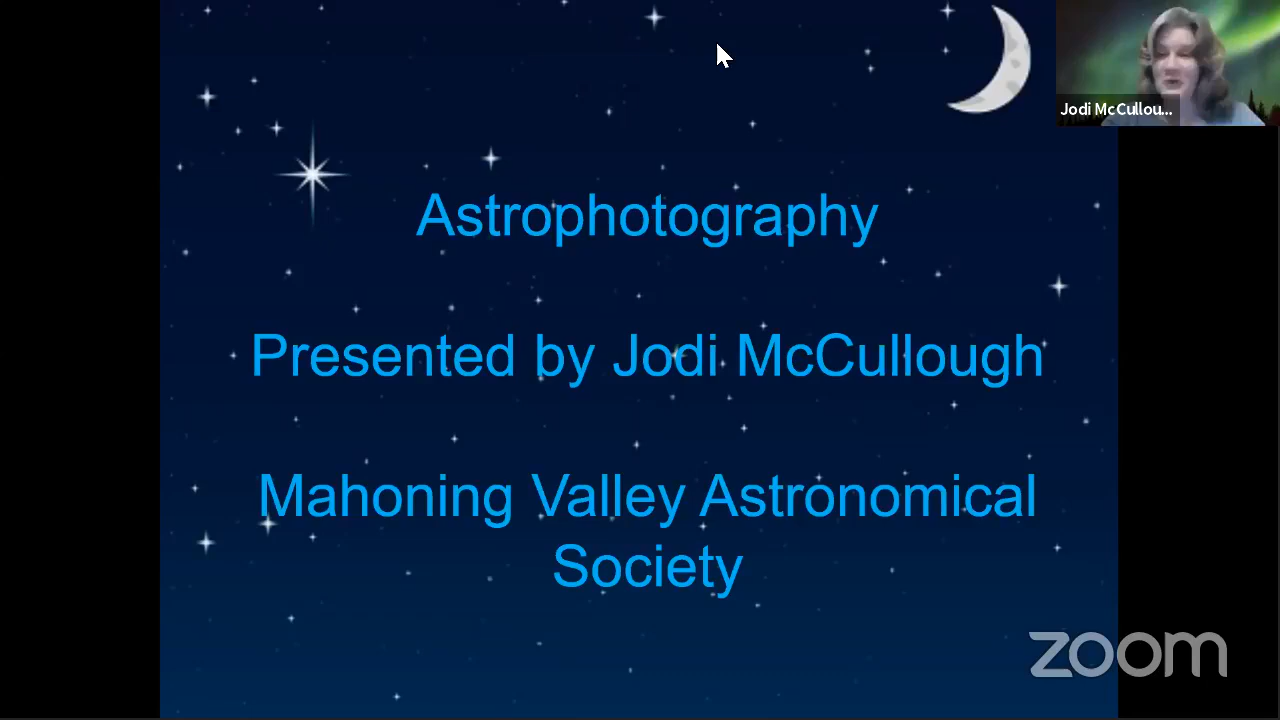 Jodi McCullou...
Astrophotography
Presented by Jodi McCullough
Mahoning Valley Astronomical
Society
zoom